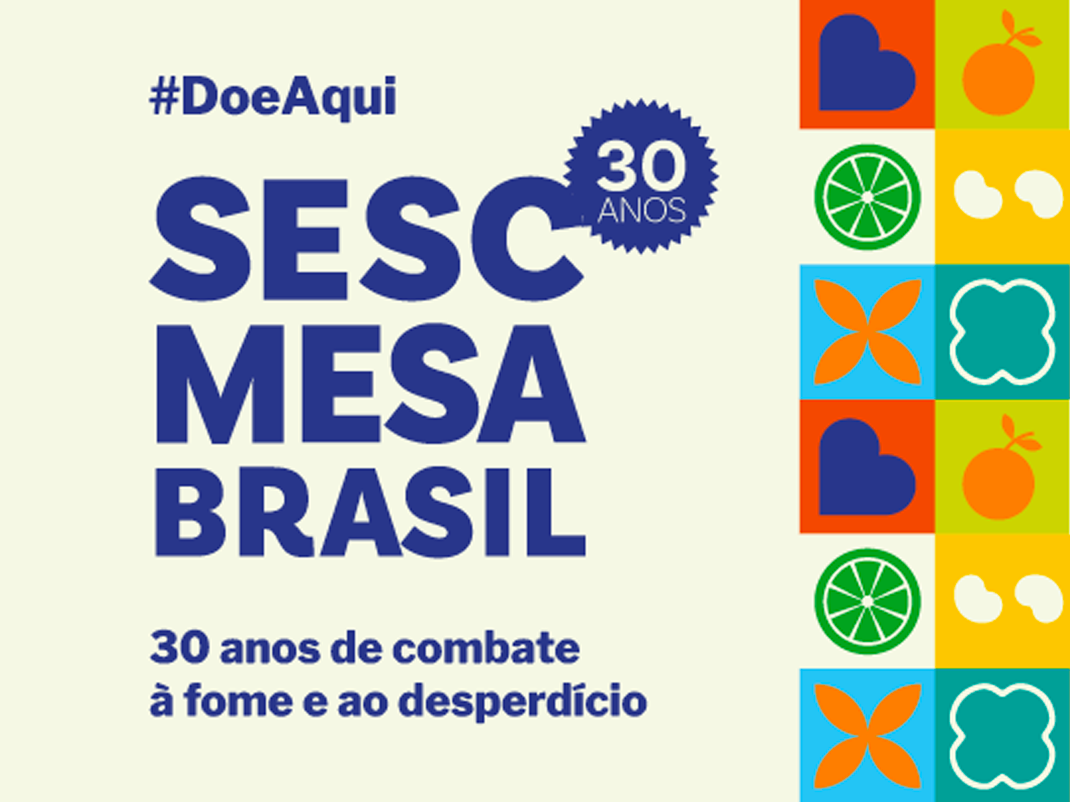 #DoeAqui
30
ANOS
SESC
MESA
BRASIL
30 anos de combate
à fome e ao desperdício